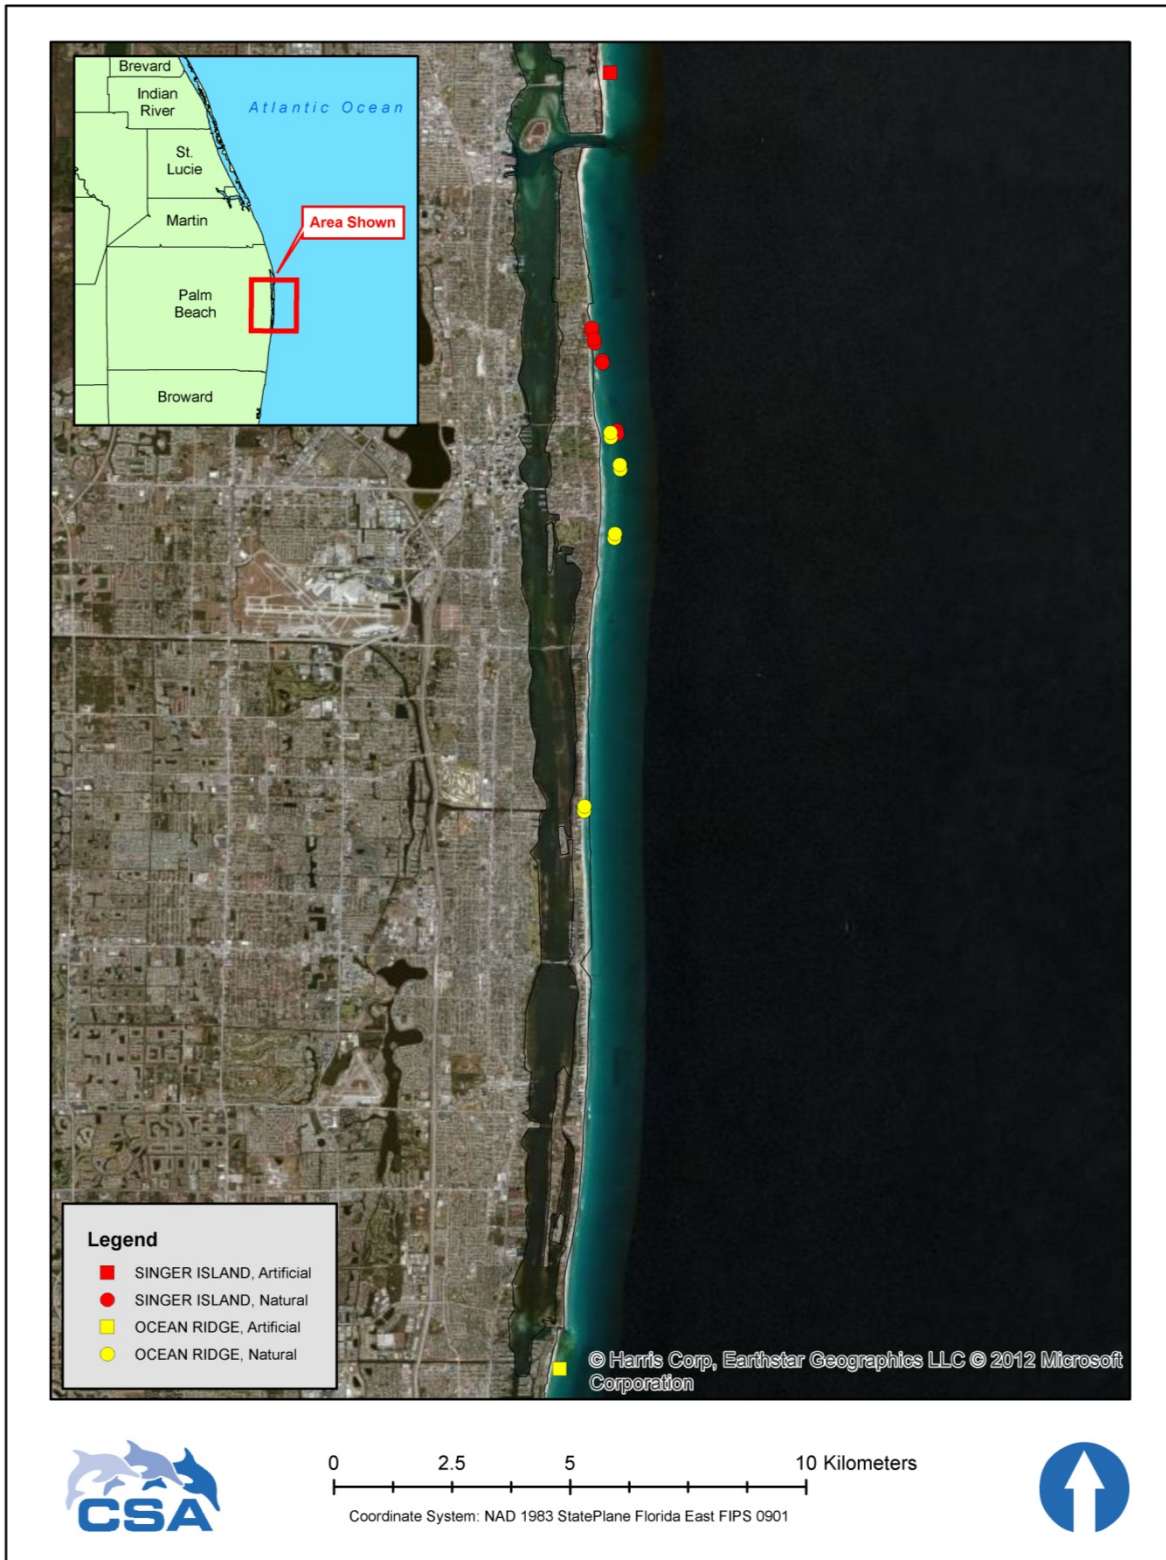 Brevard
Indian
River
Atlantic Ocean
St.
Lucie
Martin
Area Shown
Palm
Beach
Broward
Legend
SINGER ISLAND, Artificial
SINGER ISLAND, Natural
OCEAN RIDGE, Artificial
OCEAN RIDGE, Natural
© Harris Corp, Earthstar Geographics LLC © 2012 Microsoft
Corporation
CSA
0 2.5 5 10 Kilometers
Coordinate System: NAD 1983 StatePlane Florida East FIPS 0901